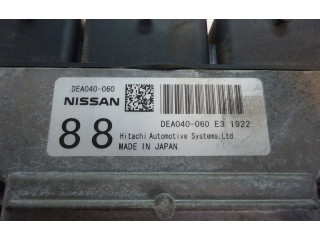 DEA040-060
NISSAN
DEA040-060 E3 1922
88
Hitachi Automotive Systems,Ltd
MADE IN JAPAN